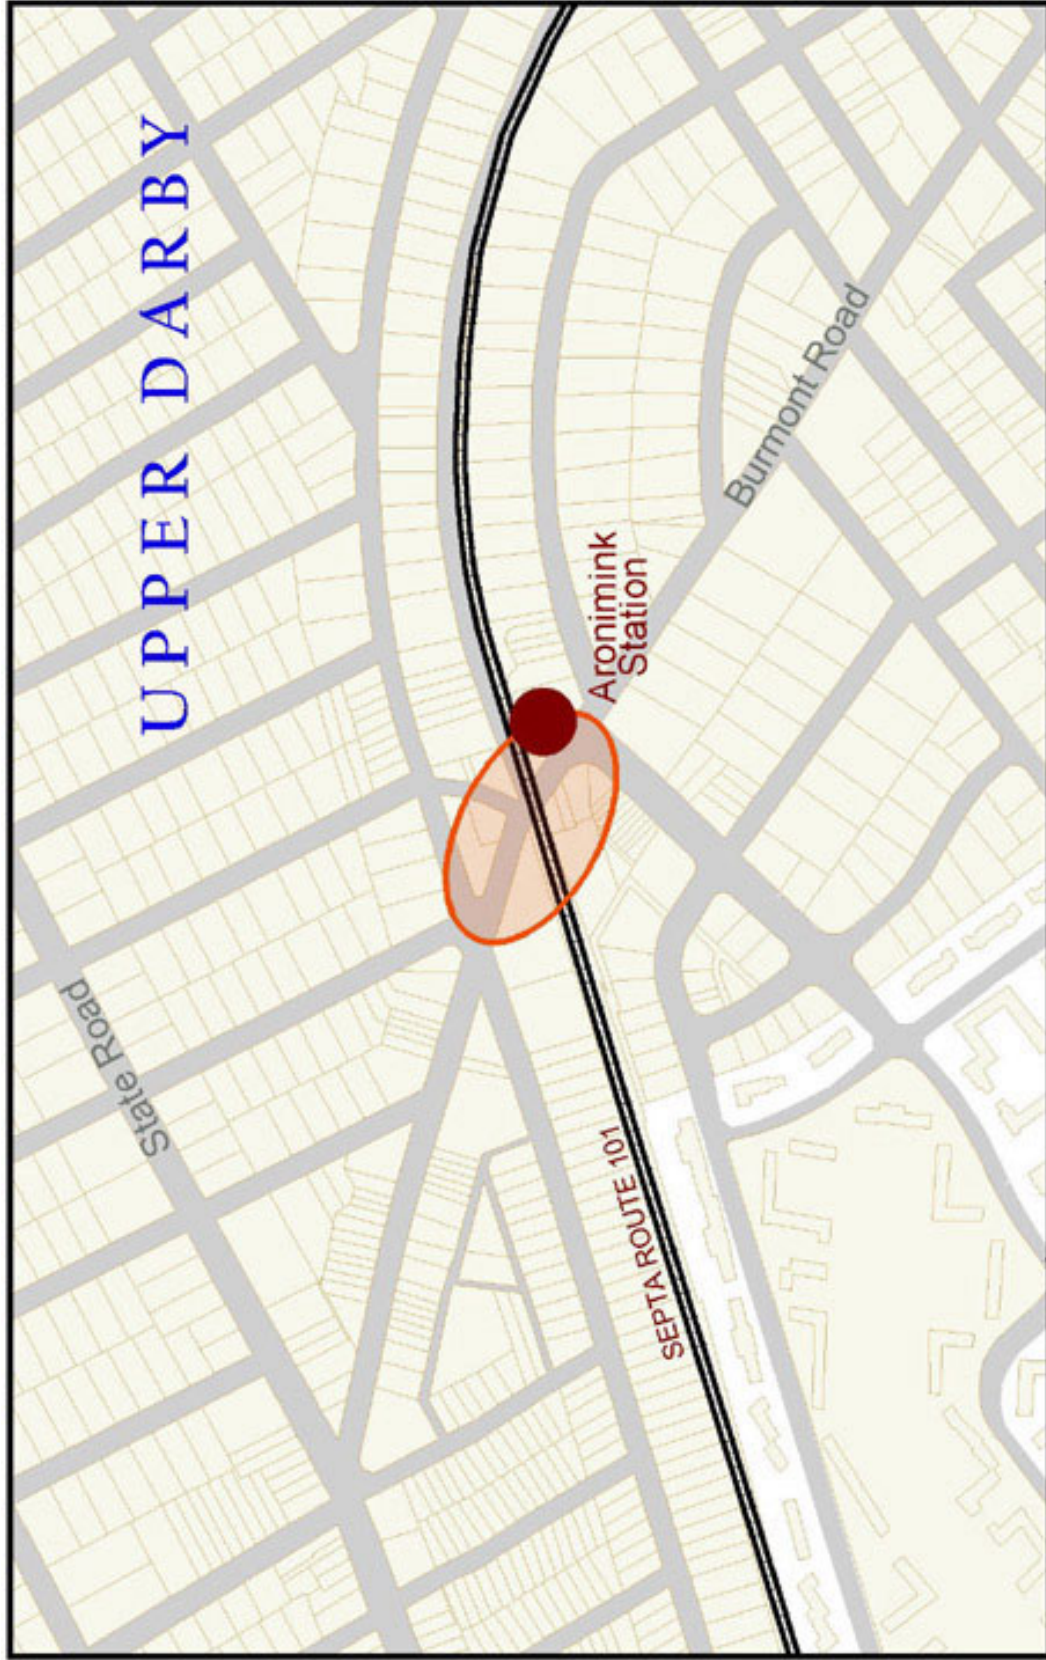 UPPER DARBY
Burmont Road
Aronimink
Station
State Road
SEPTA ROUTE 101